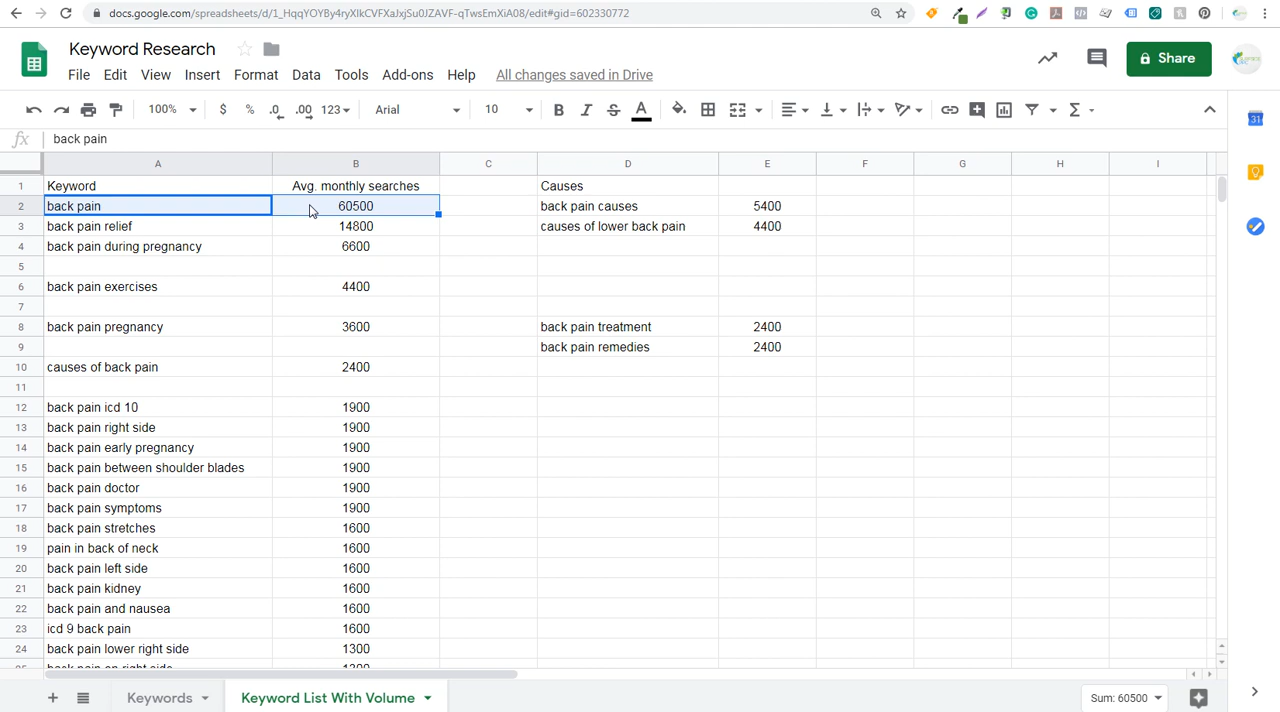 docs.google.com/spreadsheets/d/1_HqqYOYBy4ryXlkCVFXaJxjSu0JZAVF-qTwsEmXiA08/edit#gid=602330772
Keyword Research
File Edit View Insert Format Data Tools Add-ons Help All changes saved in Drive
Share
100% $ % .0 .00 123 Arial 10 B I S A Σ
fx back pain
A B C D E F G H I
1 Keyword Avg. monthly searches Causes
2 back pain 60500 back pain causes 5400
3 back pain relief 14800 causes of lower back pain 4400
4 back pain during pregnancy 6600
5
6 back pain exercises 4400
7
8 back pain pregnancy 3600 back pain treatment 2400
9 back pain remedies 2400
10 causes of back pain 2400
11
12 back pain icd 10 1900
13 back pain right side 1900
14 back pain early pregnancy 1900
15 back pain between shoulder blades 1900
16 back pain doctor 1900
17 back pain symptoms 1900
18 back pain stretches 1600
19 pain in back of neck 1600
20 back pain left side 1600
21 back pain kidney 1600
22 back pain and nausea 1600
23 icd 9 back pain 1600
24 back pain lower right side 1300
25 back pain on right side 1300
+ Keywords Keyword List With Volume Sum: 60500